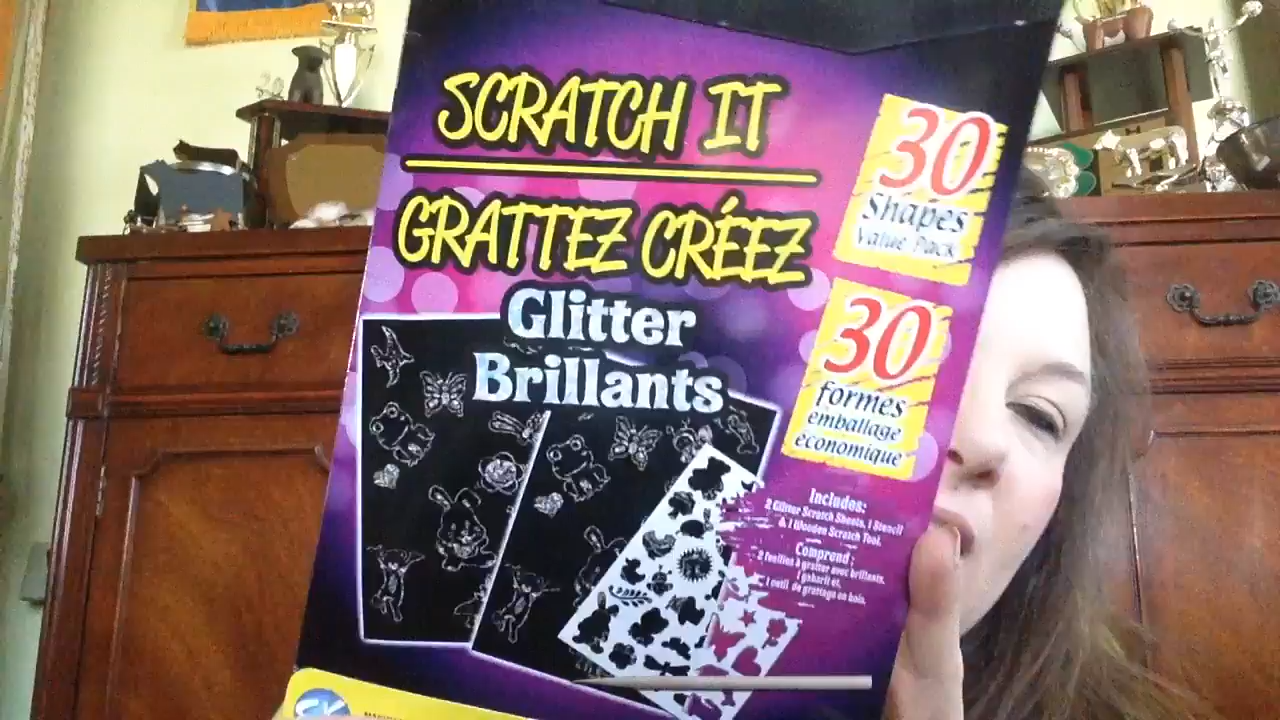 SCRATCH IT
GRATTEZ CRÉEZ
Glitter
Brillants
30
Shapes
Value Pack
30
formes
emballage
économique
Includes:
2 Glitter Scratch Sheets, 1 Stencil
& 1 Wooden Scratch Tool.
Comprend :
2 feuilles à gratter avec brillants,
1 gabarit et,
1 outil de grattage en bois.